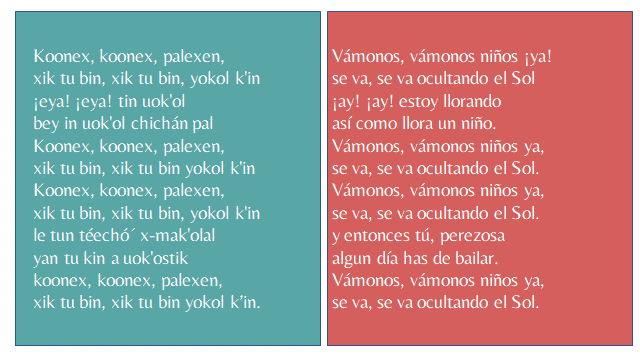 Koonex, koonex, palexen,
xik tu bin, xik tu bin, yokol k'in
¡eya! ¡eya! tin uok'ol
bey in uok'ol chichán pal
Koonex, koonex, palexen,
xik tu bin, xik tu bin yokol k'in
Koonex, koonex, palexen,
xik tu bin, xik tu bin, yokol k'in
le tun téechó´ x-mak'olal
yan tu kin a uok'ostik
koonex, koonex, palexen,
xik tu bin, xik tu bin yokol k’in.
Vámonos, vámonos niños ¡ya!
se va, se va ocultando el Sol
¡ay! ¡ay! estoy llorando
así como llora un niño.
Vámonos, vámonos niños ya,
se va, se va ocultando el Sol.
Vámonos, vámonos niños ya,
se va, se va ocultando el Sol.
y entonces tú, perezosa
algun día has de bailar.
Vámonos, vámonos niños ya,
se va, se va ocultando el Sol.